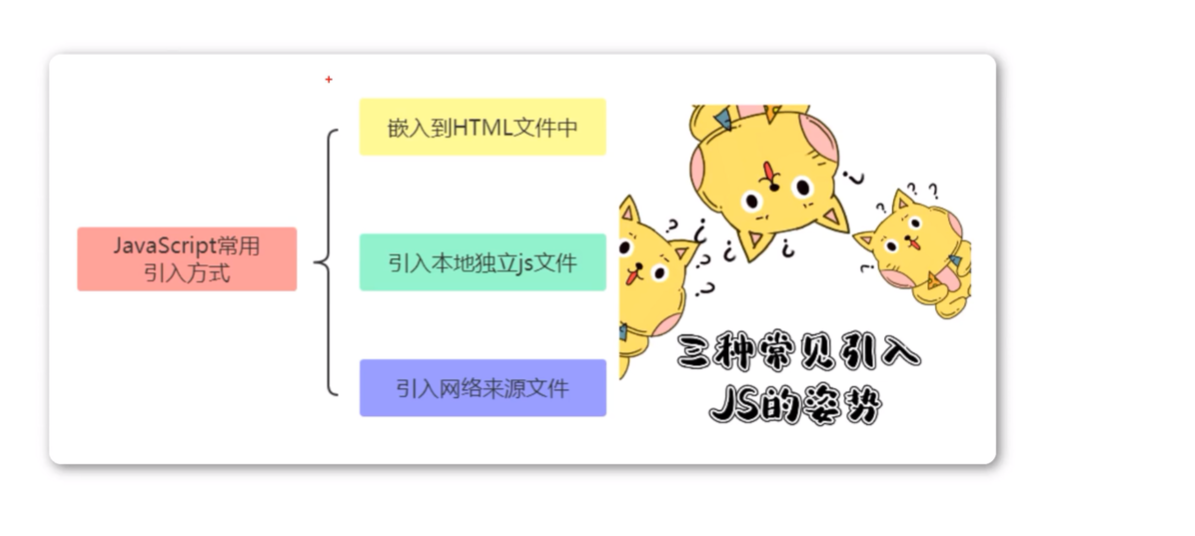 JavaScript常用
引入方式
嵌入到HTML文件中
引入本地独立js文件
引入网络来源文件
三种常见引入
JS的姿势